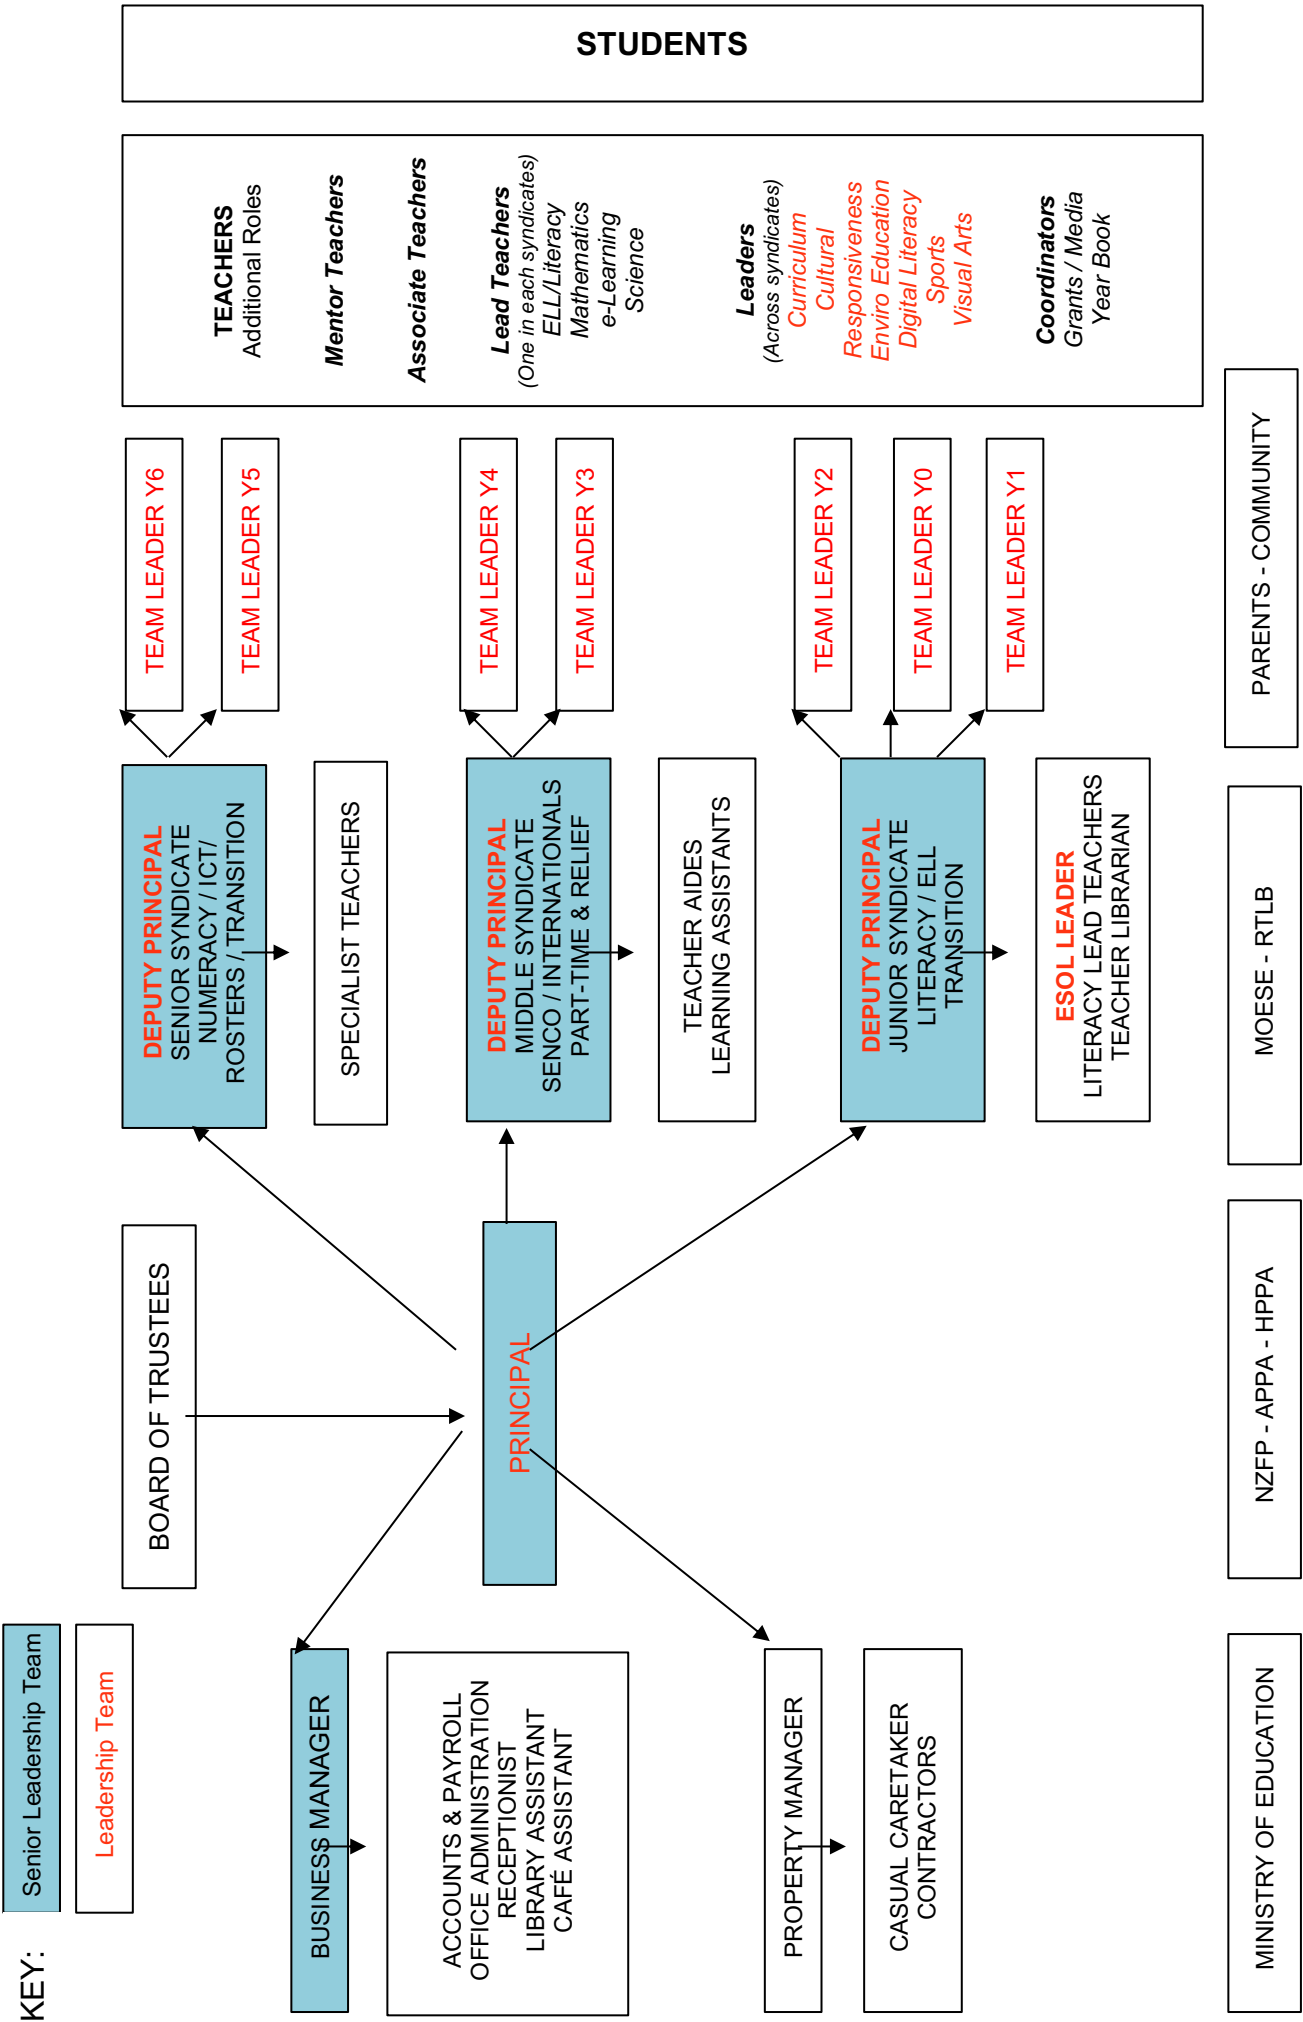 KEY:
Senior Leadership Team
Leadership Team
BUSINESS MANAGER
ACCOUNTS & PAYROLL
OFFICE ADMINISTRATION
RECEPTIONIST
LIBRARY ASSISTANT
CAFÉ ASSISTANT
PROPERTY MANAGER
CASUAL CARETAKER
CONTRACTORS
MINISTRY OF EDUCATION
BOARD OF TRUSTEES
PRINCIPAL
NZFP - APPA - HPPA
DEPUTY PRINCIPAL
SENIOR SYNDICATE
NUMERACY / ICT/
ROSTERS / TRANSITION
SPECIALIST TEACHERS
DEPUTY PRINCIPAL
MIDDLE SYNDICATE
SENCO / INTERNATIONALS
PART-TIME & RELIEF
TEACHER AIDES
LEARNING ASSISTANTS
DEPUTY PRINCIPAL
JUNIOR SYNDICATE
LITERACY / ELL
TRANSITION
ESOL LEADER
LITERACY LEAD TEACHERS
TEACHER LIBRARIAN
MOESE - RTLB
TEAM LEADER Y6
TEAM LEADER Y5
TEAM LEADER Y4
TEAM LEADER Y3
TEAM LEADER Y2
TEAM LEADER Y0
TEAM LEADER Y1
PARENTS - COMMUNITY
TEACHERS
Additional Roles
Mentor Teachers
Associate Teachers
Lead Teachers
(One in each syndicates)
ELL/Literacy
Mathematics
e-Learning
Science
Leaders
(Across syndicates)
Curriculum
Cultural
Responsiveness
Enviro Education
Digital Literacy
Sports
Visual Arts
Coordinators
Grants / Media
Year Book
STUDENTS